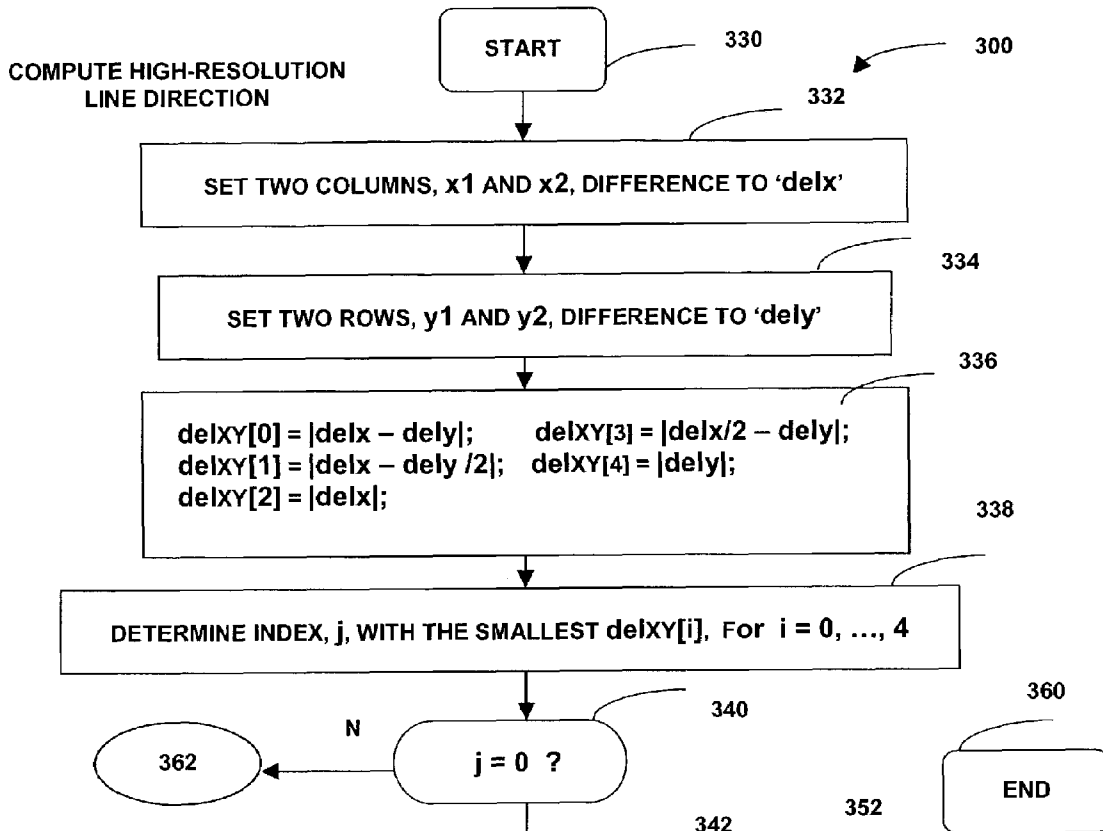 START
330
300
COMPUTE HIGH-RESOLUTION
LINE DIRECTION
332
SET TWO COLUMNS, x1 AND x2, DIFFERENCE TO ‘delx’
334
SET TWO ROWS, y1 AND y2, DIFFERENCE TO ‘dely’
336
delXY[0] = |delx – dely|; delXY[3] = |delx/2 – dely|;
delXY[1] = |delx – dely /2|; delXY[4] = |dely|;
delXY[2] = |delx|;
338
DETERMINE INDEX, j, WITH THE SMALLEST delXY[i], For i = 0, ..., 4
340
360
N
362
j = 0 ?
END
342
352